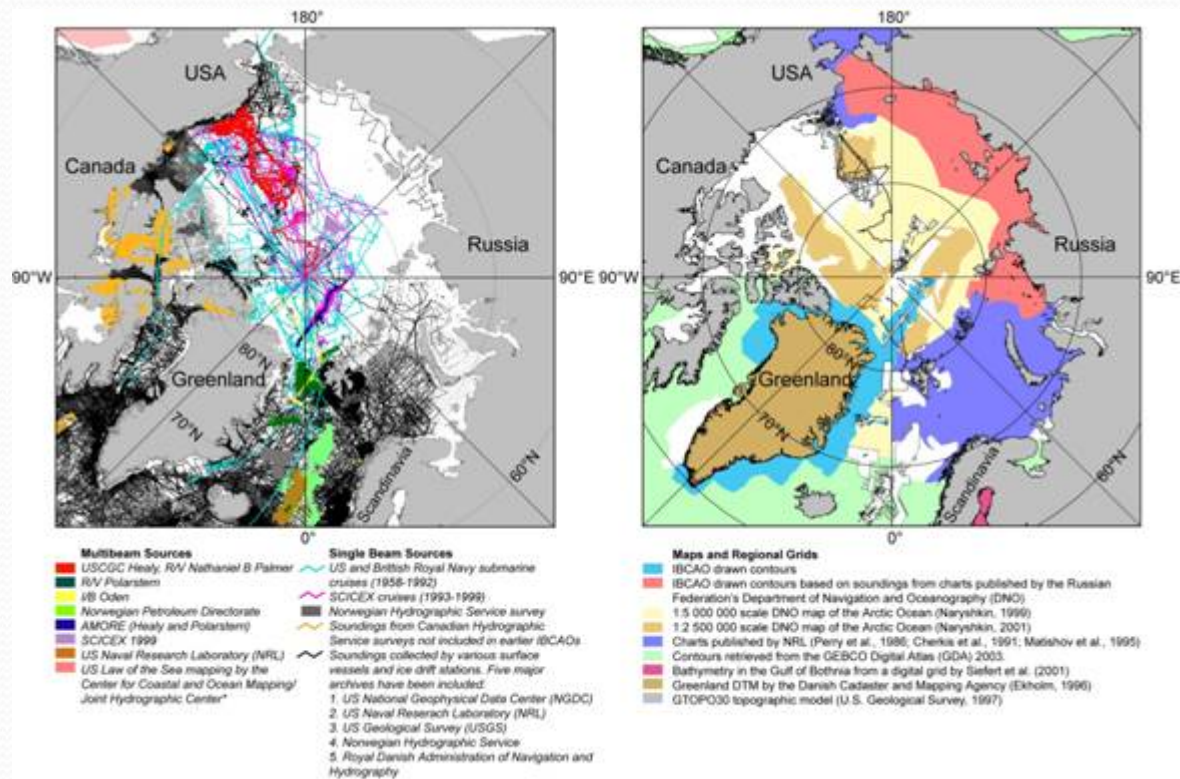 180°
USA
Canada
Russia
90°W
80°N
Greenland
70°N
Scandinavia
60°N
0°
Multibeam Sources
USCGC Healy, R/V Nathaniel B Palmer
R/V Polarstern
I/B Oden
Norwegian Petroleum Directorate
AMORE (Healy and Polarstern)
SCICEX 1999
US Naval Research Laboratory (NRL)
US Law of the Sea mapping by the
Center for Coastal and Ocean Mapping/
Joint Hydrographic Center*
Single Beam Sources
US and British Royal Navy submarine
cruises (1958-1992)
SCICEX cruises (1993-1999)
Norwegian Hydrographic Service survey
Soundings from Canadian Hydrographic
Service surveys not included in earlier IBCAOs
Soundings collected by various surface
vessels and ice drift stations. Five major
archives have been included:
1. US National Geophysical Data Center (NGDC)
2. US Naval Reserach Laboratory (NRL)
3. US Geological Survey (USGS)
4. Norwegian Hydrographic Service
5. Royal Danish Administration of Navigation and
Hydrography
180°
USA
Canada
Russia
90°E
90°W
90°E
80°N
Greenland
70°N
Scandinavia
60°N
0°
Maps and Regional Grids
IBCAO drawn contours
IBCAO drawn contours based on soundings from charts published by the Russian
Federation's Department of Navigation and Oceanography (DNO)
1:5 000 000 scale DNO map of the Arctic Ocean (Naryshkin, 1999)
1:2 500 000 scale DNO map of the Arctic Ocean (Naryshkin, 2001)
Charts published by NRL (Perry et al., 1986; Cherkis et al., 1991; Matishov et al., 1995)
Contours retrieved from the GEBCO Digital Atlas (GDA) 2003.
Bathymetry in the Gulf of Bothnia from a digital grid by Siefert et al. (2001)
Greenland DTM by the Danish Cadaster and Mapping Agency (Ekholm, 1996)
GTOPO30 topographic model (U.S. Geological Survey, 1997)